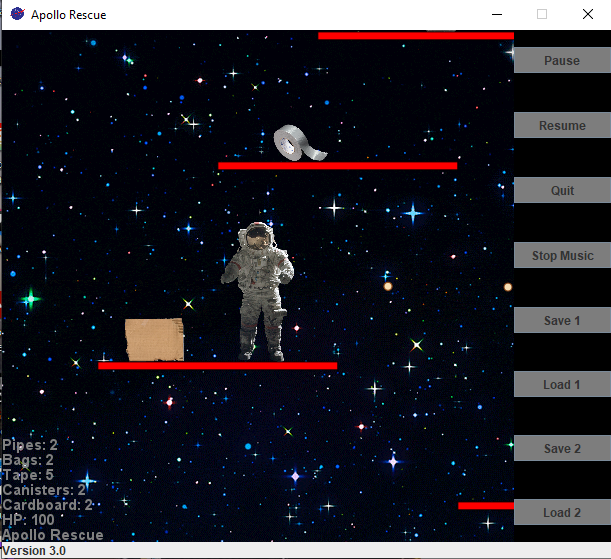 Apollo Rescue
Pause
Resume
Quit
Stop Music
Save 1
Load 1
Save 2
Load 2
Pipes: 2
Bags: 2
Tape: 5
Canisters: 2
Cardboard: 2
HP: 100
Apollo Rescue
Version 3.0